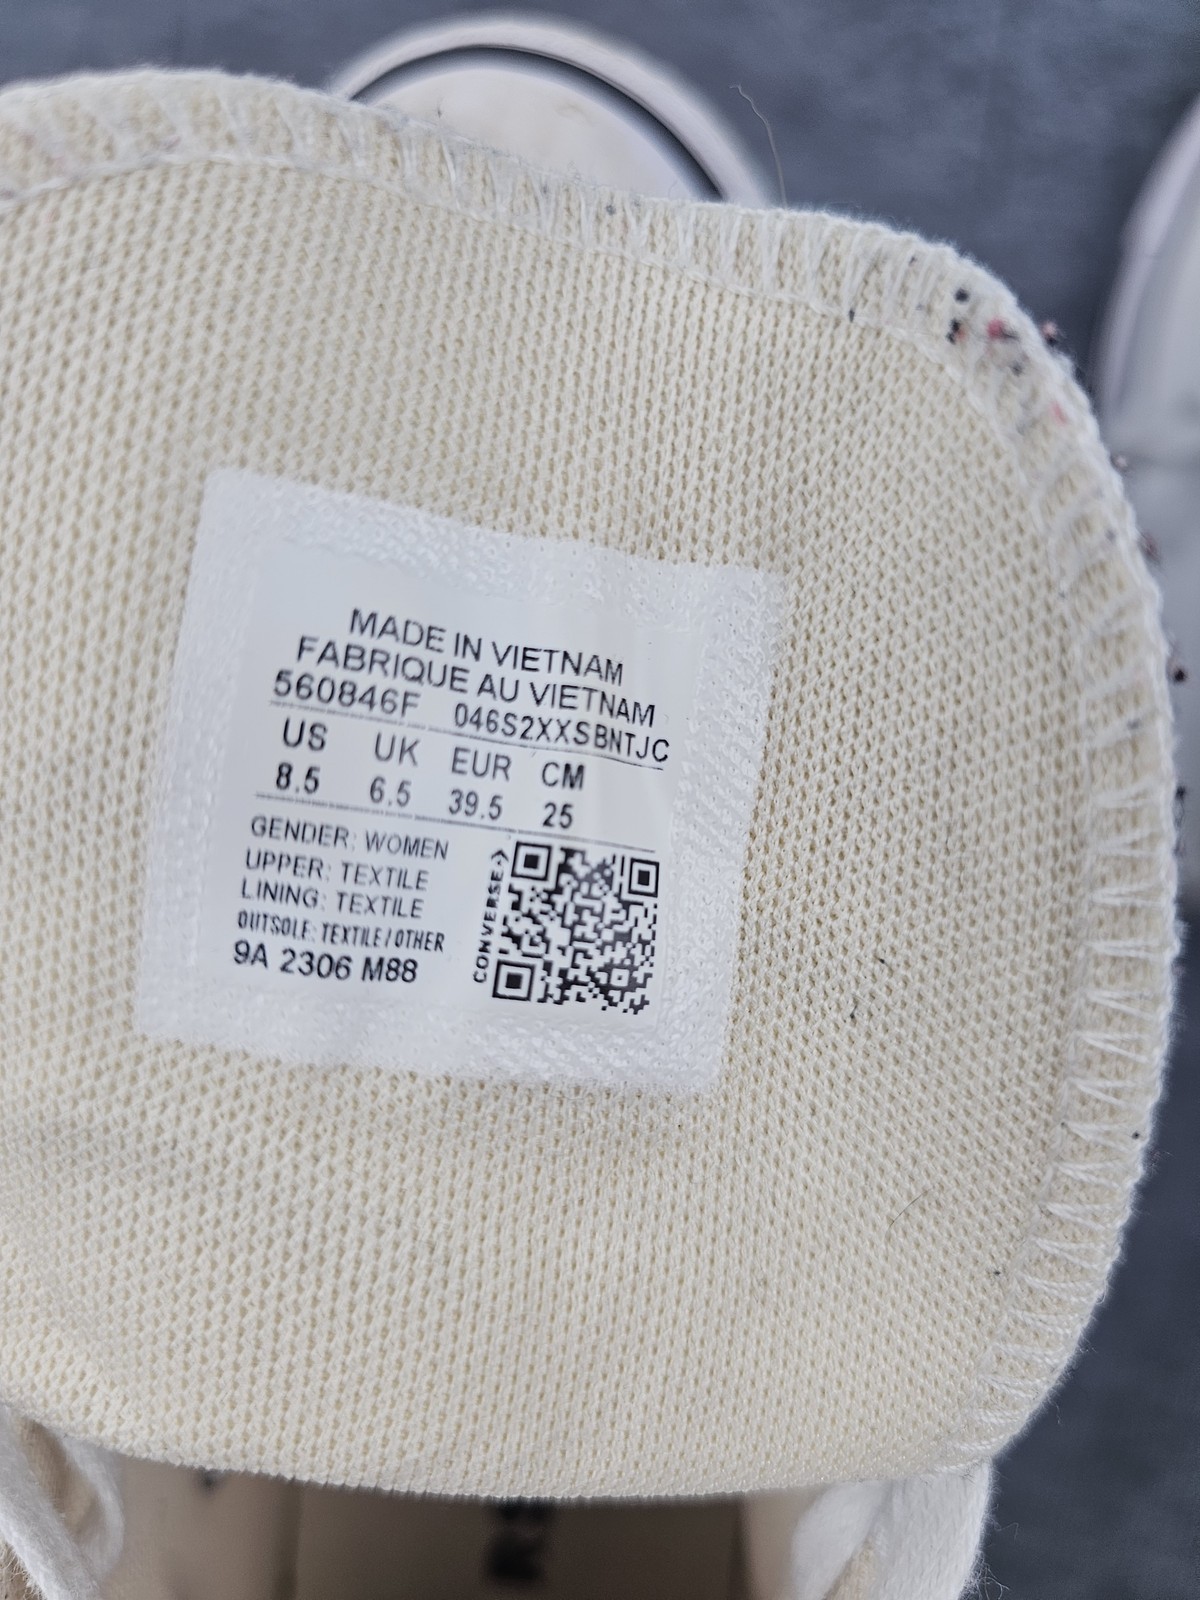 MADE IN VIETNAM
FABRIQUE AU VIETNAM
560846F 046S2XXSBNTJC
US UK EUR CM
8.5 6.5 39.5 25
GENDER: WOMEN
UPPER: TEXTILE
LINING: TEXTILE
OUTSOLE: TEXTILE / OTHER
9A 2306 M88
CONVERSE